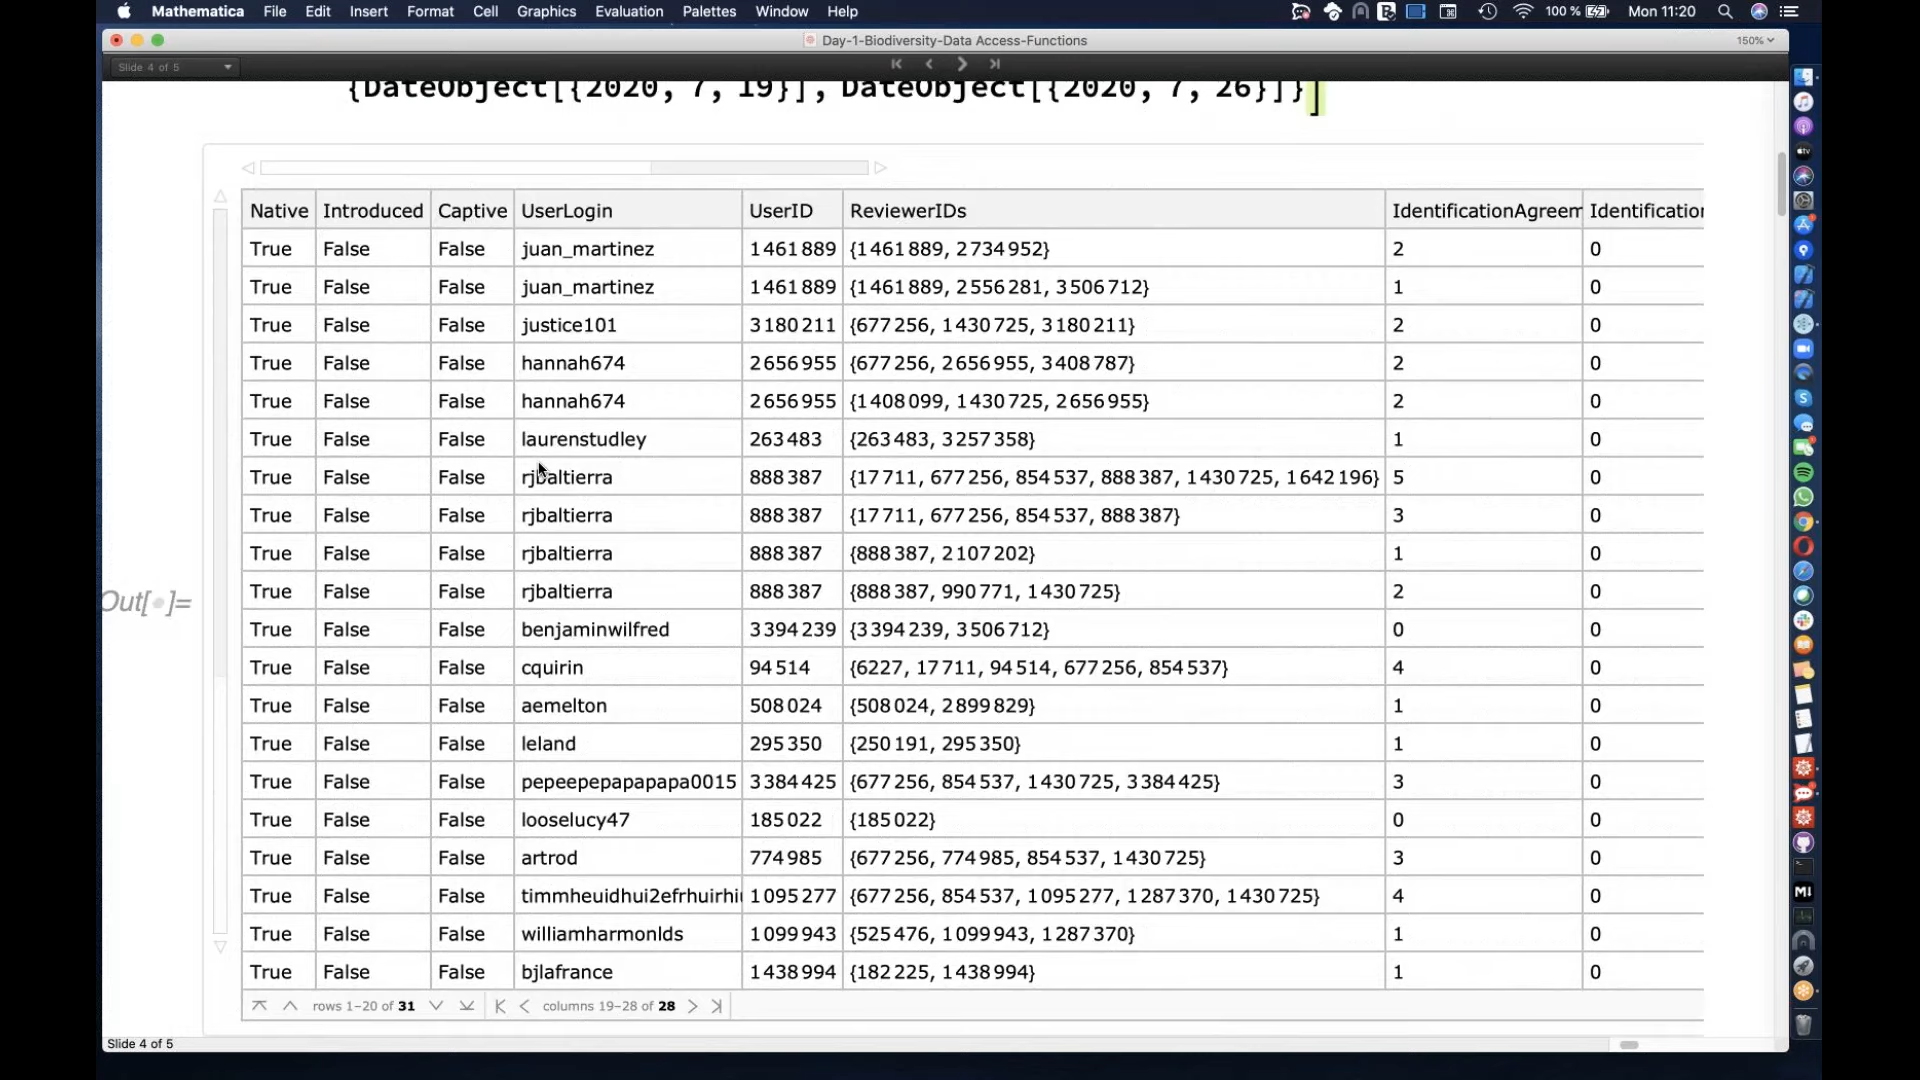 Mathematica File Edit Insert Format Cell Graphics Evaluation Palettes Window Help 100 % Mon 11:20
Day-1-Biodiversity-Data Access-Functions 150%
Slide 4 of 5
{DateObject[{2020, 7, 19}], DateObject[{2020, 7, 26}]}]
Native Introduced Captive UserLogin UserID ReviewerIDs IdentificationAgreem Identification
True False False juan_martinez 1461889 {1461889, 2734952} 2 0
True False False juan_martinez 1461889 {1461889, 2556281, 3506712} 1 0
True False False justice101 3180211 {677256, 1430725, 3180211} 2 0
True False False hannah674 2656955 {677256, 2656955, 3408787} 2 0
True False False hannah674 2656955 {1408099, 1430725, 2656955} 2 0
True False False laurenstudley 263483 {263483, 3257358} 1 0
True False False rjbaltierra 888387 {17711, 677256, 854537, 888387, 1430725, 1642196} 5 0
True False False rjbaltierra 888387 {17711, 677256, 854537, 888387} 3 0
True False False rjbaltierra 888387 {888387, 2107202} 1 0
True False False rjbaltierra 888387 {888387, 990771, 1430725} 2 0
Out[•]=
True False False benjaminwilfred 3394239 {3394239, 3506712} 0 0
True False False cquirin 94514 {6227, 17711, 94514, 677256, 854537} 4 0
True False False aemelton 508024 {508024, 2899829} 1 0
True False False leland 295350 {250191, 295350} 1 0
True False False pepeepepapapapa0015 3384425 {677256, 854537, 1430725, 3384425} 3 0
True False False looselucy47 185022 {185022} 0 0
True False False artrod 774985 {677256, 774985, 854537, 1430725} 3 0
True False False timmheuidhui2efrhuirhi 1095277 {677256, 854537, 1095277, 1287370, 1430725} 4 0
True False False williamharmonlds 1099943 {525476, 1099943, 1287370} 1 0
True False False bjlafrance 1438994 {182225, 1438994} 1 0
rows 1–20 of 31 columns 19–28 of 28
Slide 4 of 5